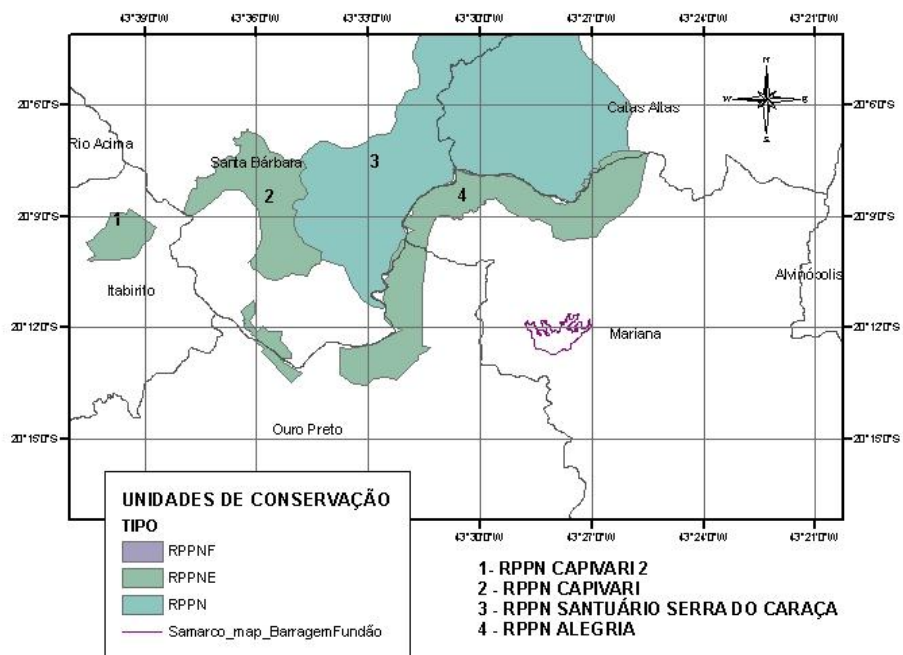 43°39'0"W 43°36'0"W 43°33'0"W 43°30'0"W 43°27'0"W 43°24'0"W 43°21'0"W
N
W E
S
20°6'0"S 20°6'0"S
Catas Altas
Rio Acima
Santa Bárbara
3
2
4
20°9'0"S 20°9'0"S
1
Alvinópolis
Itabirito
20°12'0"S 20°12'0"S
Mariana
Ouro Preto
20°15'0"S 20°15'0"S
43°30'0"W 43°27'0"W 43°24'0"W 43°21'0"W
UNIDADES DE CONSERVAÇÃO
TIPO
RPPNF
RPPNE
RPPN
Samarco_map_BarragemFundão
1- RPPN CAPIVARI 2
2 - RPPN CAPIVARI
3 - RPPN SANTUÁRIO SERRA DO CARAÇA
4 - RPPN ALEGRIA